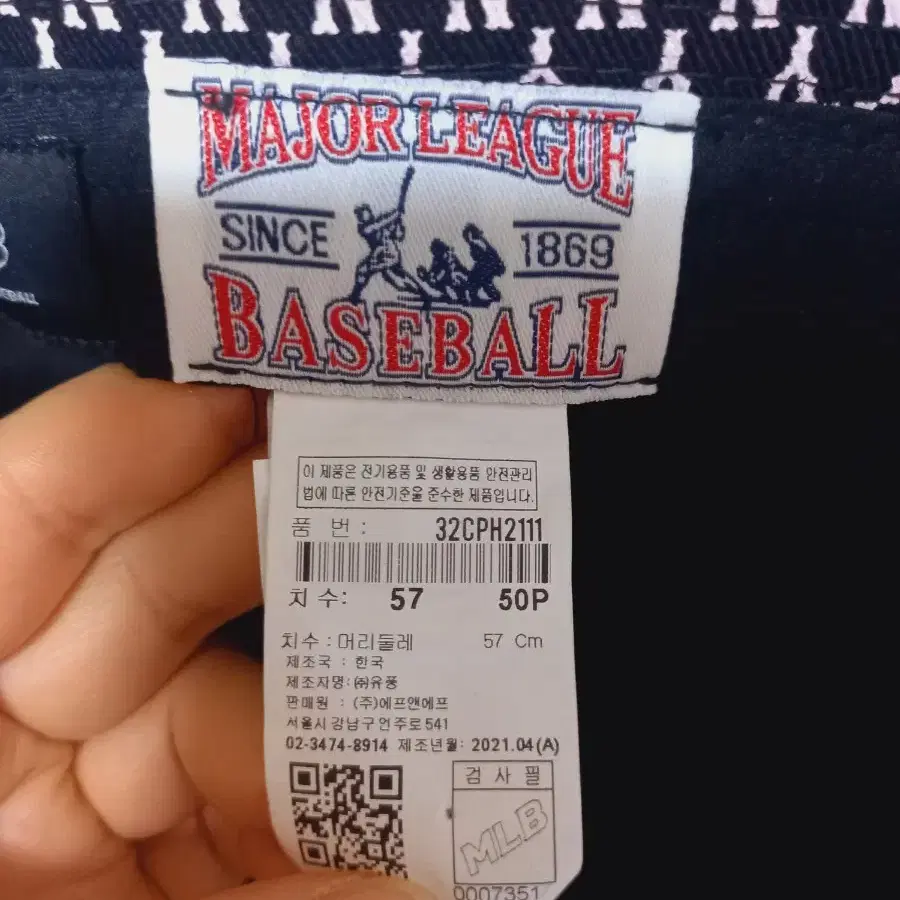 MAJOR LEAGUE
SINCE 1869
BASEBALL
이 제품은 전기용품 및 생활용품 안전관리
법에 따른 안전기준을 준수한 제품입니다.
품 번 : 32CPH2111
치 수: 57 50P
치수 : 머리둘레 57 Cm
제조국 : 한국
제조자명: ㈜유풍
판매원 : (주)에프앤에프
서울시 강남구 언주로 541
02-3474-8914 제조년월: 2021.04(A)
검 사 필
MLB
0007351